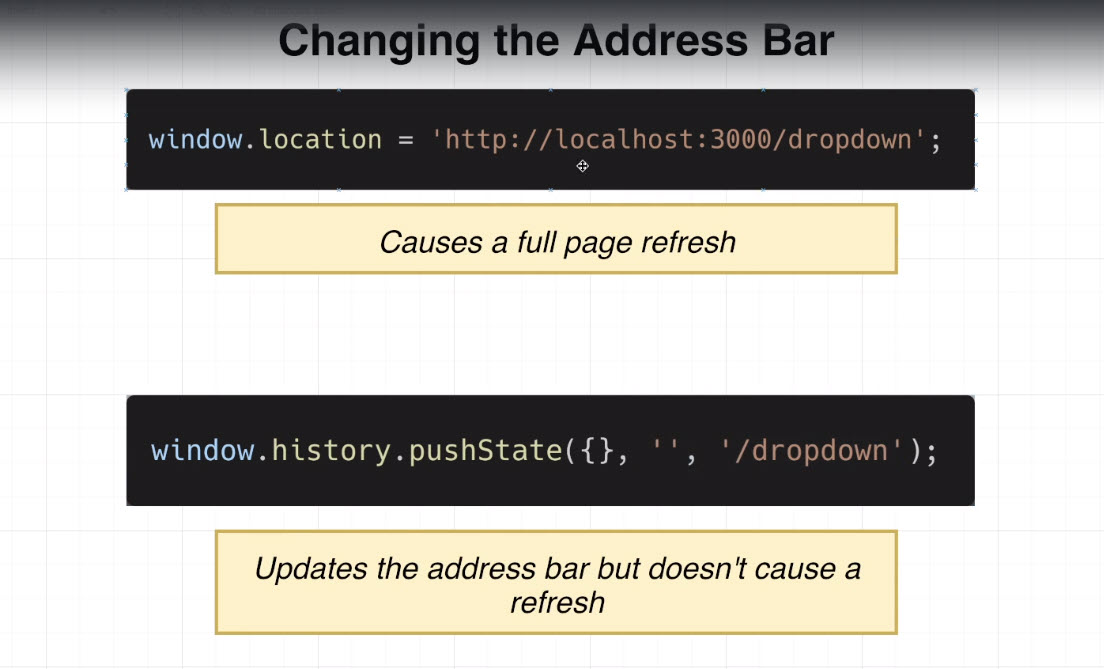 Changing the Address Bar
window.location = 'http://localhost:3000/dropdown';
Causes a full page refresh
window.history.pushState({}, '', '/dropdown');
Updates the address bar but doesn't cause a
refresh